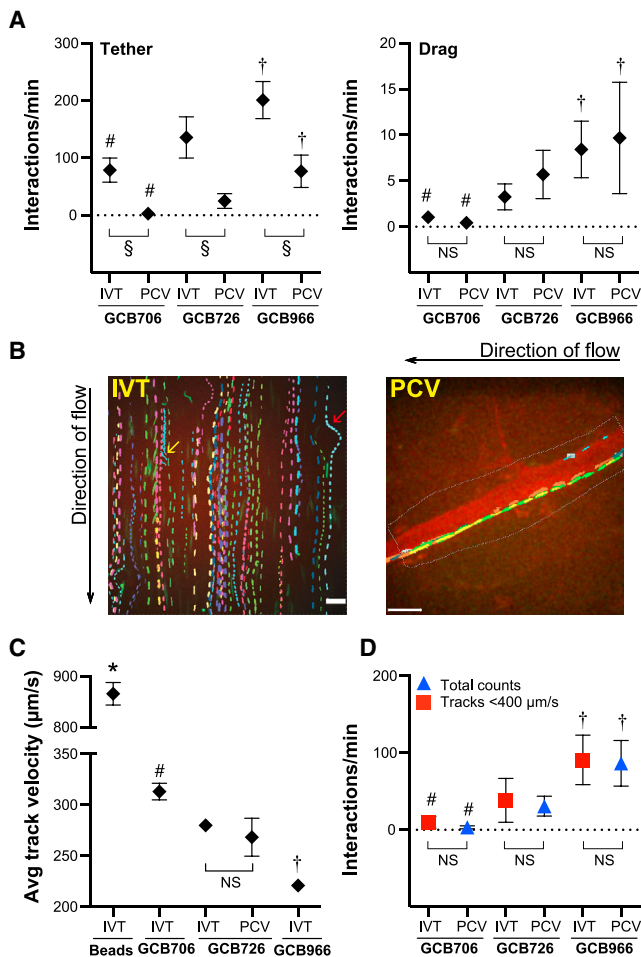 A
Tether
Interactions/min
300
200
100
0
#
#
†
†
§
§
§
IVT PCV IVT PCV IVT PCV
GCB706 GCB726 GCB966
Drag
Interactions/min
20
15
10
5
0
#
#
†
†
NS
NS
NS
IVT PCV IVT PCV IVT PCV
GCB706 GCB726 GCB966
B
Direction of flow
IVT
Direction of flow
PCV
C
Avg track velocity (µm/s)
900
800
350
300
250
200
*
#
NS
†
IVT IVT IVT PCV IVT
Beads GCB706 GCB726 GCB966
D
Total counts
Tracks <400 µm/s
Interactions/min
200
100
0
#
#
†
†
NS
NS
NS
IVT PCV IVT PCV IVT PCV
GCB706 GCB726 GCB966